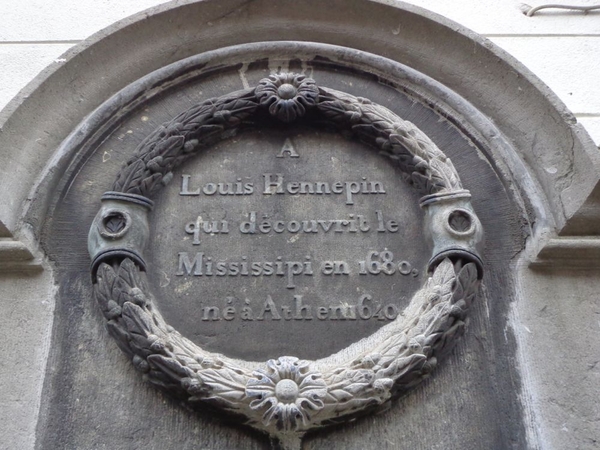 A
Louis Hennepin
qui découvrit le
Mississipi en 1680,
né à Ath en 1640